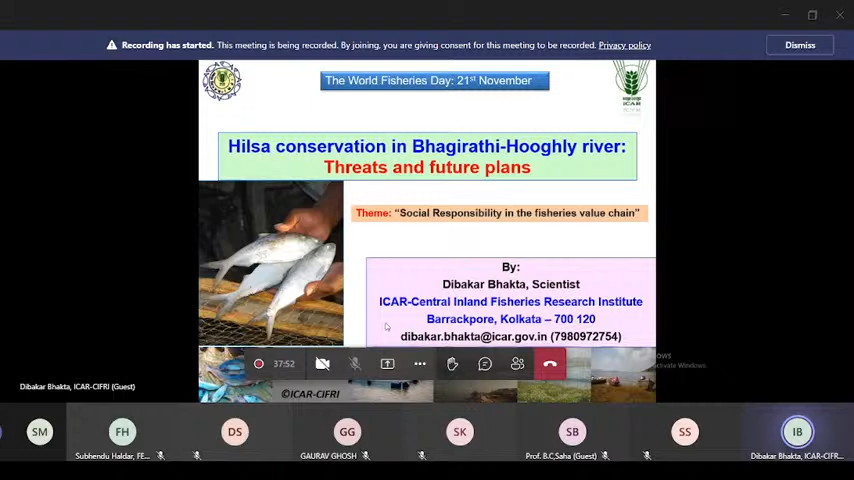 Recording has started. This meeting is being recorded. By joining, you are giving consent for this meeting to be recorded. Privacy policy
Dismiss
The World Fisheries Day: 21st November
ICAR
Hilsa conservation in Bhagirathi-Hooghly river:
Threats and future plans
Theme: “Social Responsibility in the fisheries value chain”
By:
Dibakar Bhakta, Scientist
ICAR-Central Inland Fisheries Research Institute
Barrackpore, Kolkata – 700 120
dibakar.bhakta@icar.gov.in (7980972754)
37:52
Dibakar Bhakta, ICAR-CIFRI (Guest)
©ICAR-CIFRI
SM
FH
DS
GG
SK
SB
SS
IB
Subhendu Haldar, FE...
GAURAV GHOSH
Prof. B.C,Saha (Guest)
Dibakar Bhakta, ICAR-CIFR...